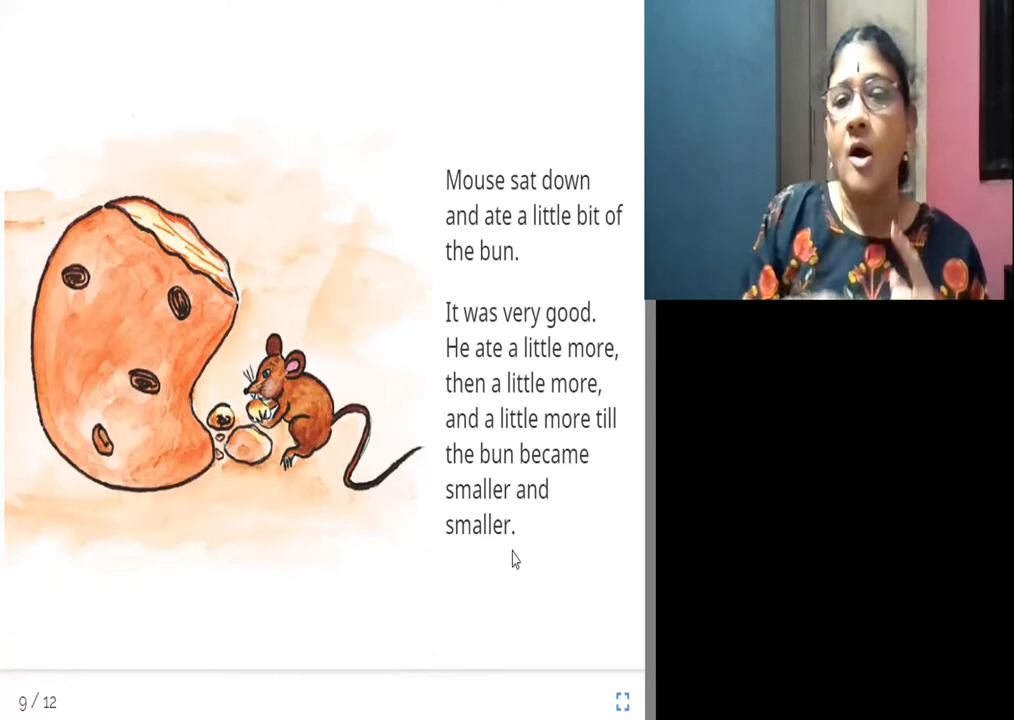 Mouse sat down
and ate a little bit of
the bun.
It was very good.
He ate a little more,
then a little more,
and a little more till
the bun became
smaller and
smaller.
9 / 12